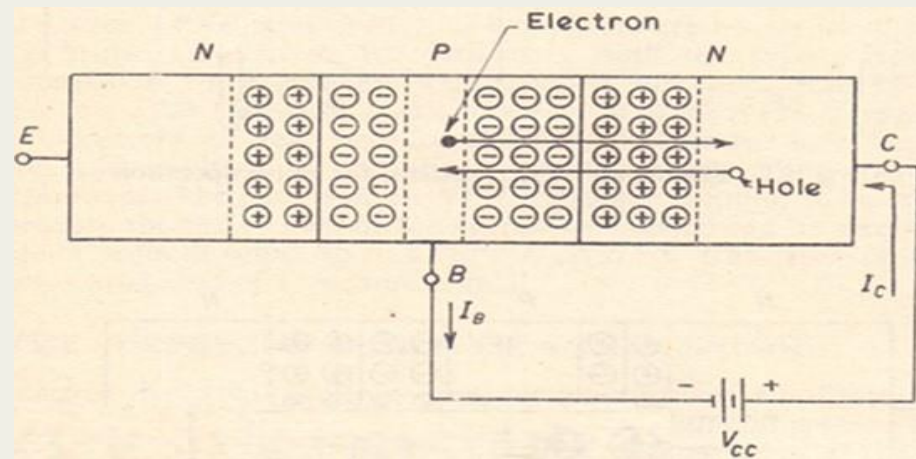 Electron
N P N
E
C
Hole
B
I_B
I_C
- +
V_CC